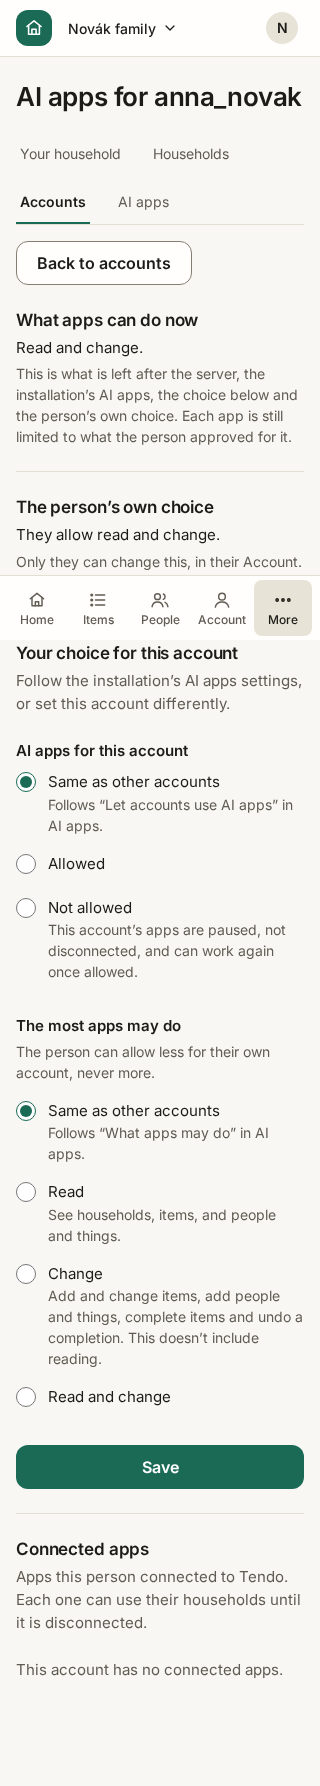 Novák family
N
AI apps for anna_novak
Your household
Households
Accounts
AI apps
Back to accounts
What apps can do now
Read and change.
This is what is left after the server, the
installation’s AI apps, the choice below and
the person’s own choice. Each app is still
limited to what the person approved for it.
The person’s own choice
They allow read and change.
Only they can change this, in their Account.
Home
Items
People
Account
More
Your choice for this account
Follow the installation’s AI apps settings,
or set this account differently.
AI apps for this account
Same as other accounts
Follows “Let accounts use AI apps” in
AI apps.
Allowed
Not allowed
This account’s apps are paused, not
disconnected, and can work again
once allowed.
The most apps may do
The person can allow less for their own
account, never more.
Same as other accounts
Follows “What apps may do” in AI
apps.
Read
See households, items, and people
and things.
Change
Add and change items, add people
and things, complete items and undo a
completion. This doesn’t include
reading.
Read and change
Save
Connected apps
Apps this person connected to Tendo.
Each one can use their households until
it is disconnected.
This account has no connected apps.